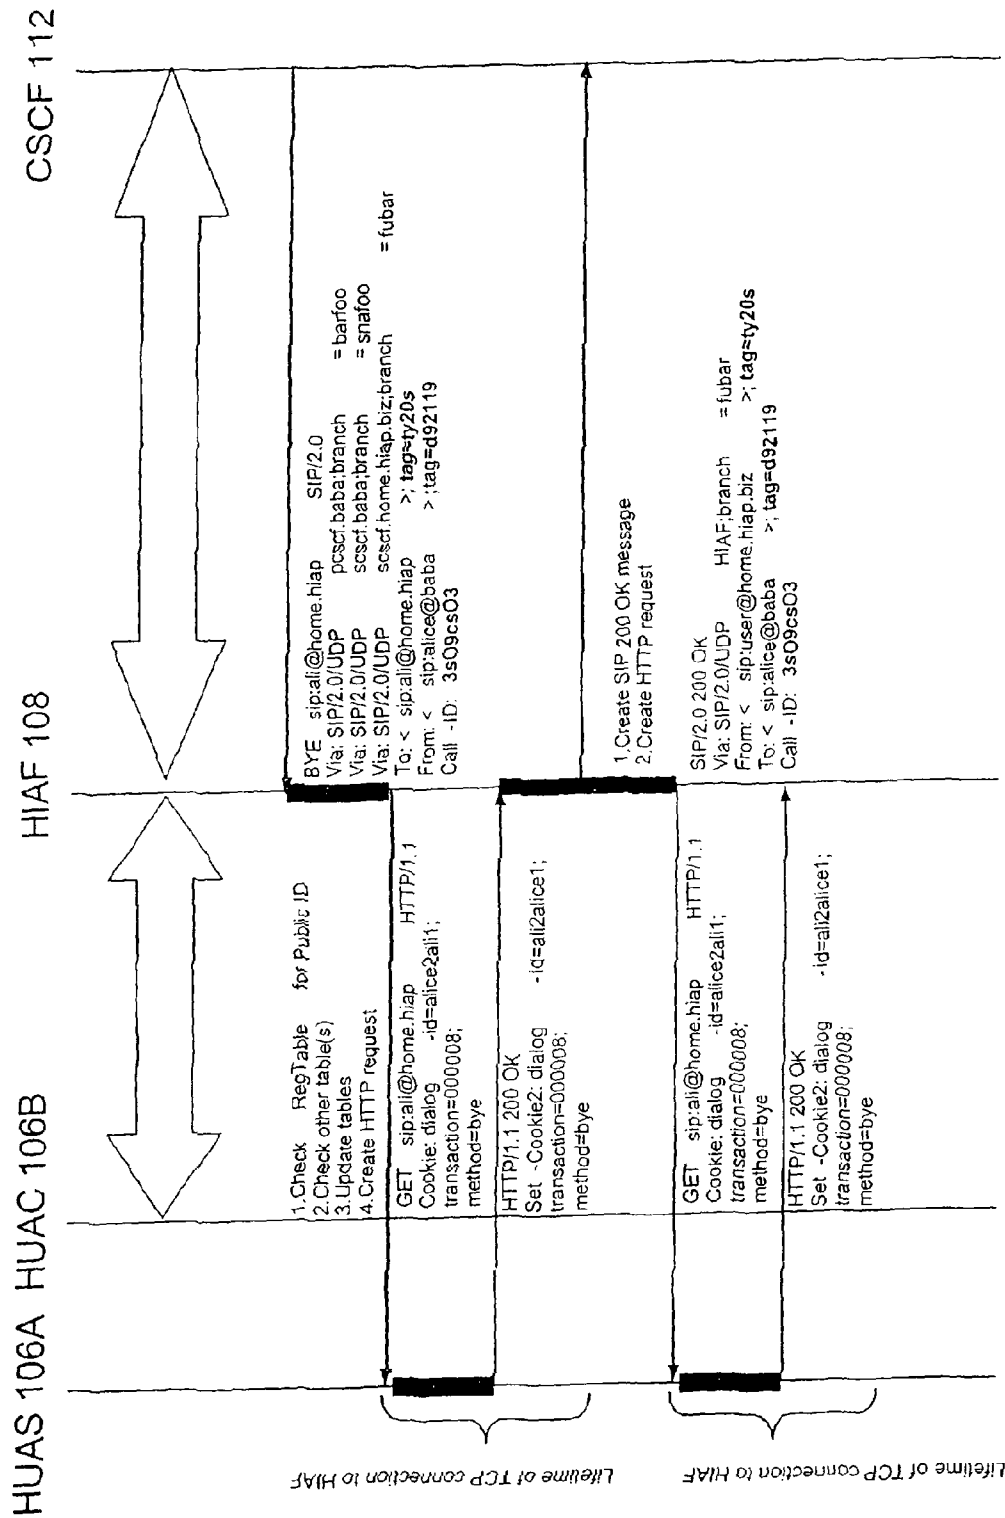 HUAS 106A HUAC 106B
HIAF 108
CSCF 112
1.Check RegTable for Public ID
2.Check other table(s)
3.Update tables
4.Create HTTP request
BYE sip:ali@home.hiap SIP/2.0
Via: SIP/2.0/UDP pcscf.baba;branch = barfoo
Via: SIP/2.0/UDP scscf.baba;branch = snafoo
Via: SIP/2.0/UDP scscf.home.hiap.biz;branch = fubar
To: < sip:ali@home.hiap >; tag=ty20s
From: < sip:alice@baba >;tag=d92119
Call -ID: 3sO9csO3
GET sip:ali@home.hiap HTTP/1.1
Cookie: dialog -id=alice2ali1;
transaction=000008;
method=bye
HTTP/1.1 200 OK
Set -Cookie2: dialog -id=ali2alice1;
transaction=000008;
method=bye
Lifetime of TCP connection to HIAF
1.Create SIP 200 OK message
2.Create HTTP request
SIP/2.0 200 OK
Via: SIP/2.0/UDP HIAF;branch = fubar
From: < sip:user@home.hiap.biz >; tag=ty20s
To: < sip:alice@baba >; tag=d92119
Call -ID: 3sO9csO3
GET sip:ali@home.hiap HTTP/1.1
Cookie: dialog -id=alice2ali1;
transaction=000008;
method=bye
HTTP/1.1 200 OK
Set -Cookie2: dialog -id=ali2alice1;
transaction=000008;
method=bye
Lifetime of TCP connection to HIAF